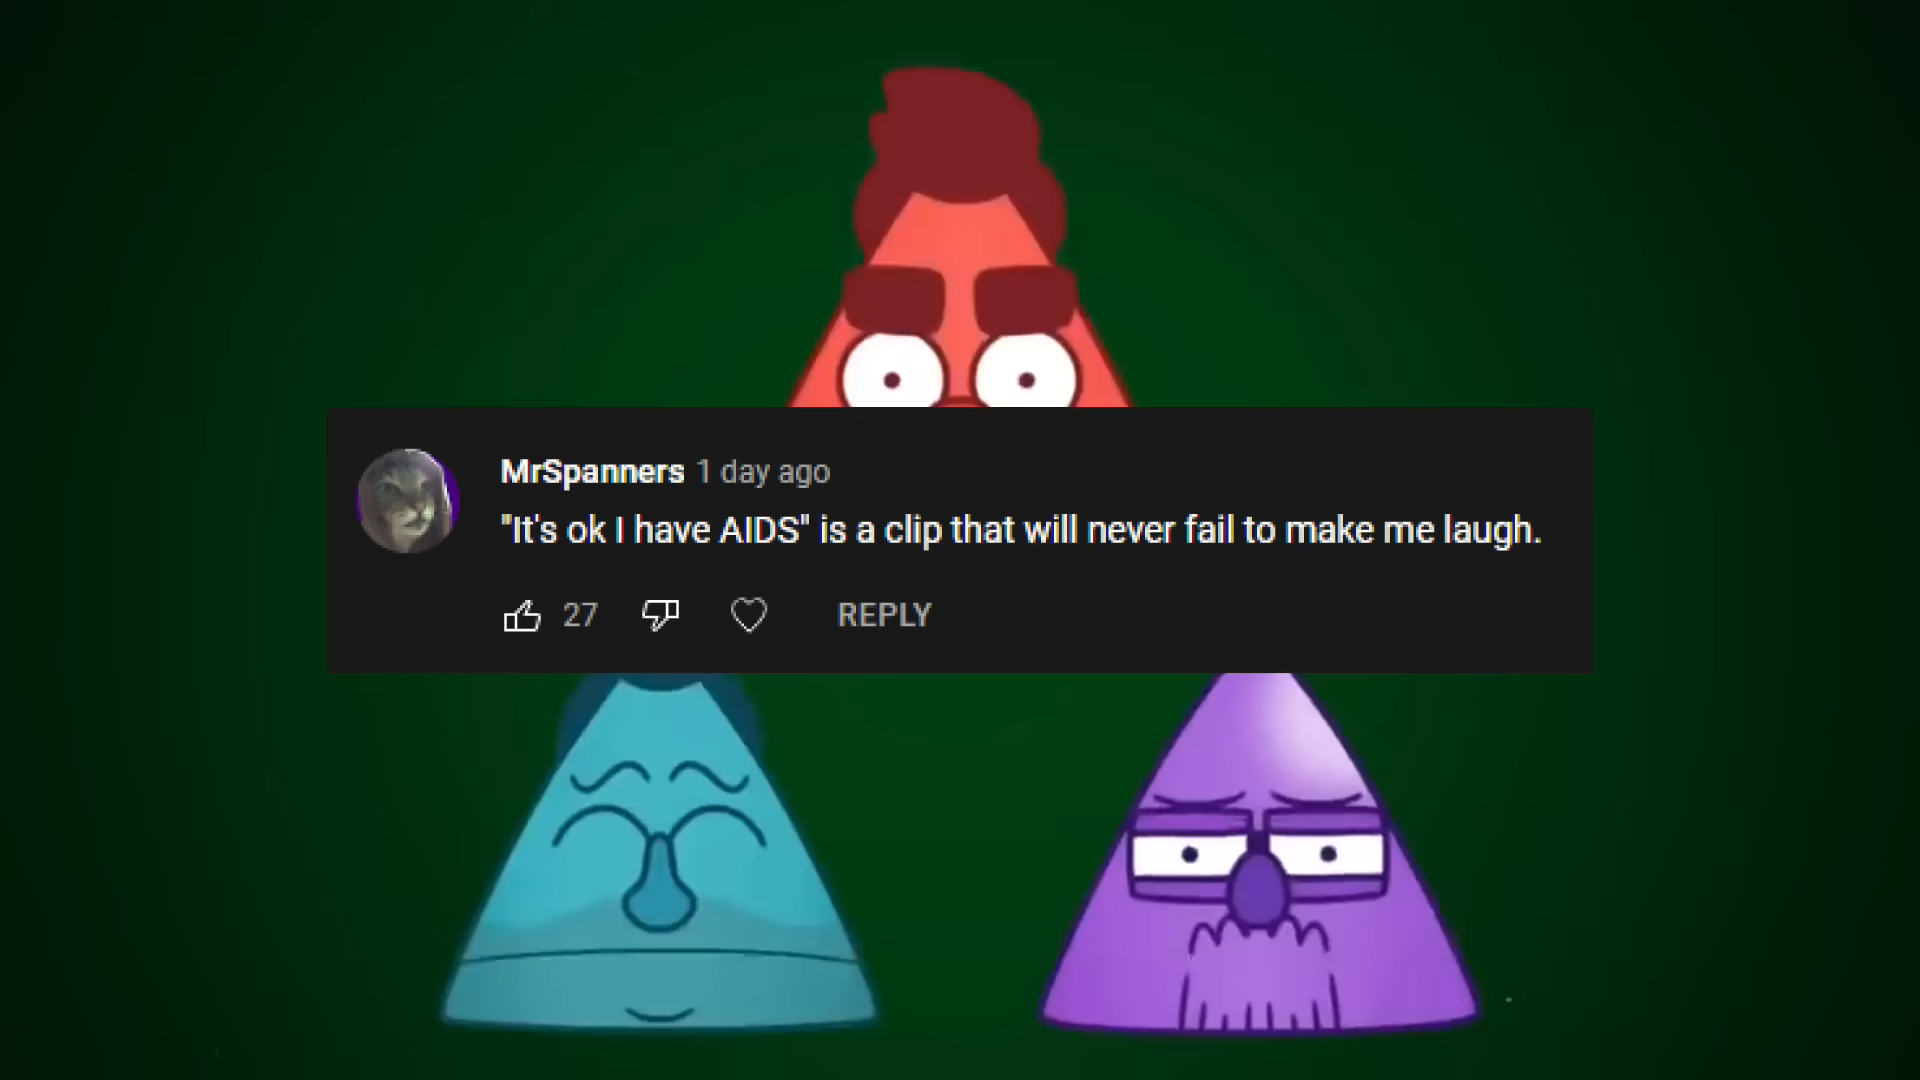 MrSpanners 1 day ago
"It's ok I have AIDS" is a clip that will never fail to make me laugh.
27 REPLY